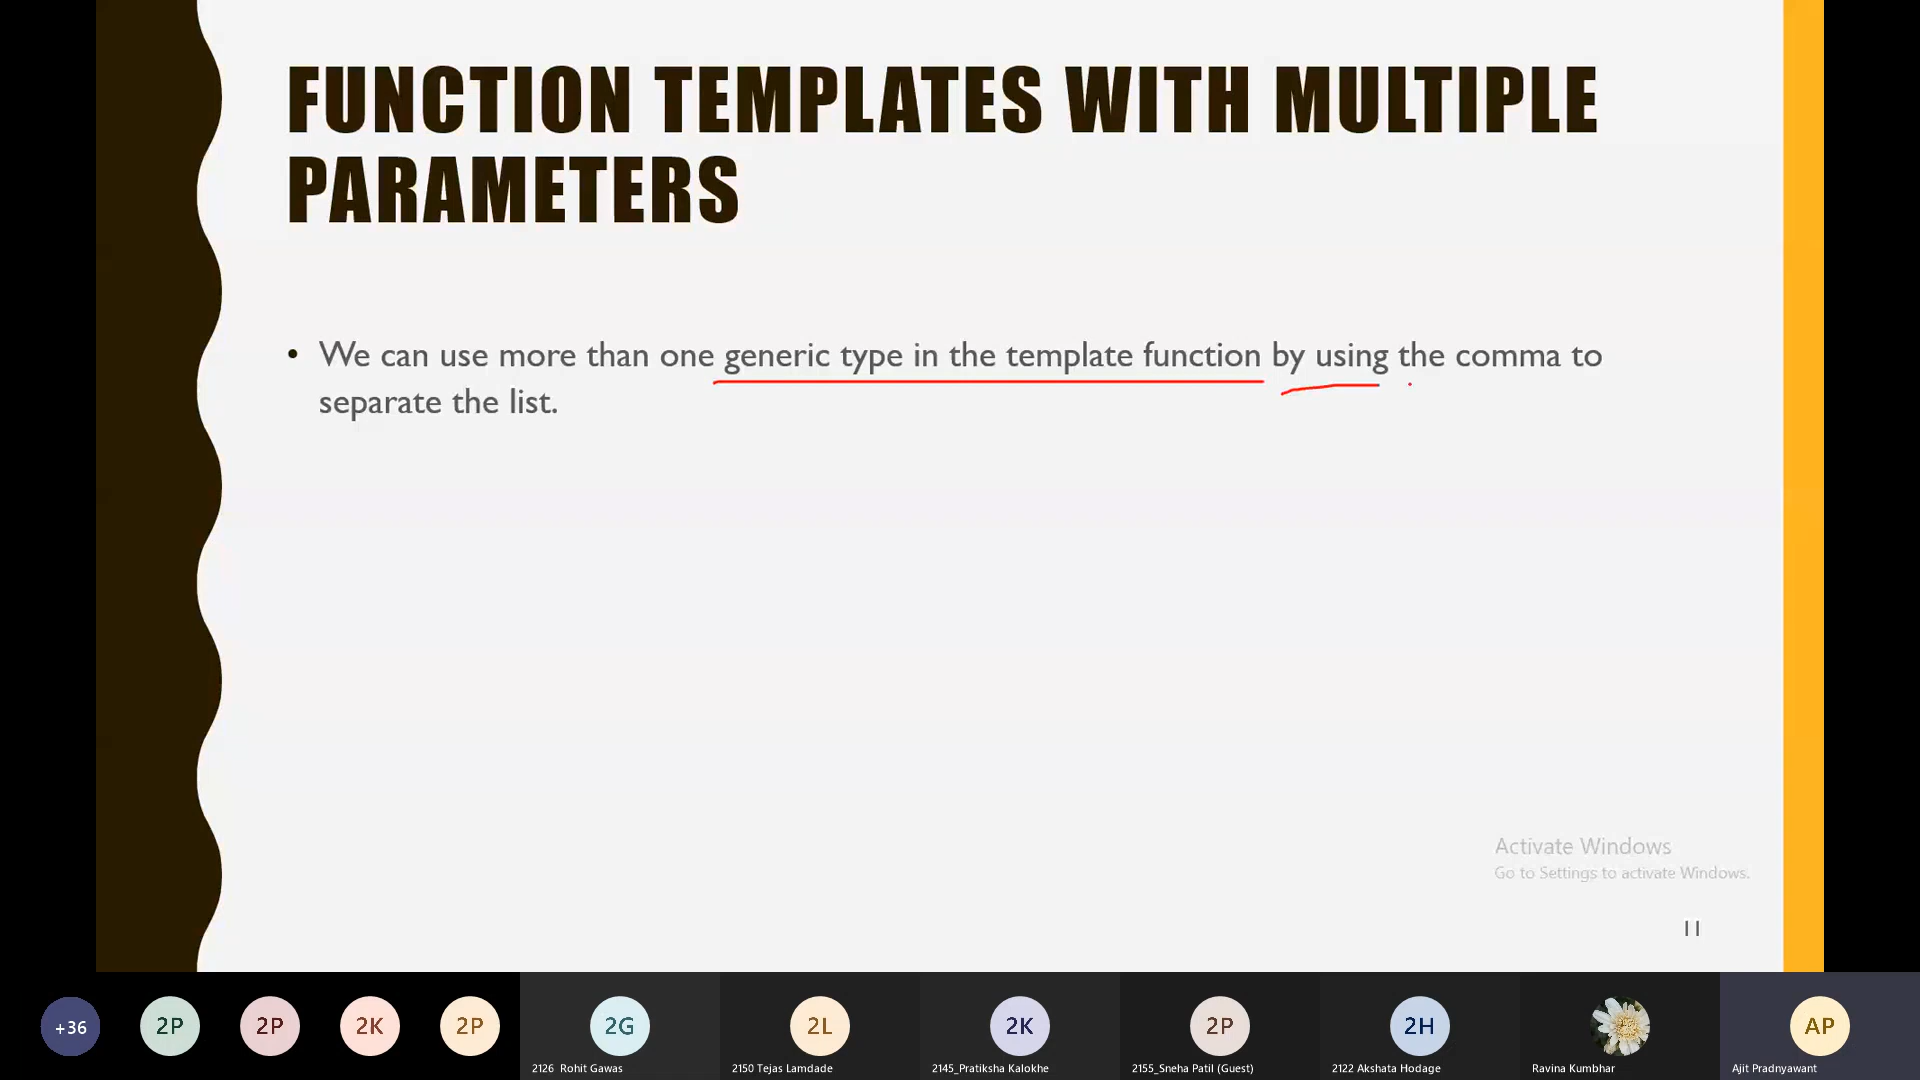 FUNCTION TEMPLATES WITH MULTIPLE
PARAMETERS
• We can use more than one generic type in the template function by using the comma to
separate the list.
Activate Windows
Go to Settings to activate Windows.
11
+36
2P
2P
2K
2P
2G
2L
2K
2P
2H
AP
2126 Rohit Gawas
2150 Tejas Lamdade
2145_Pratiksha Kalokhe
2155_Sneha Patil (Guest)
2122 Akshata Hodage
Ravina Kumbhar
Ajit Pradnyawant